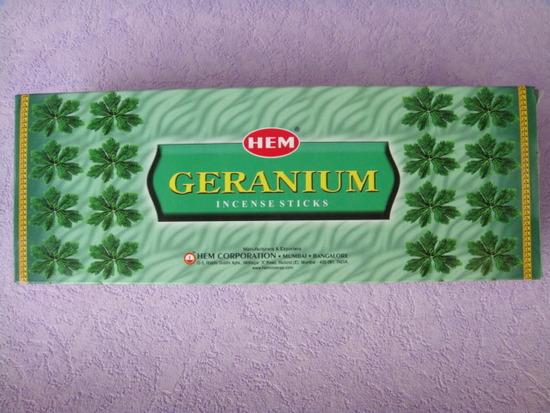 HEM®
GERANIUM
INCENSE STICKS
Manufacturers & Exporters
HEM CORPORATION • MUMBAI • BANGALORE